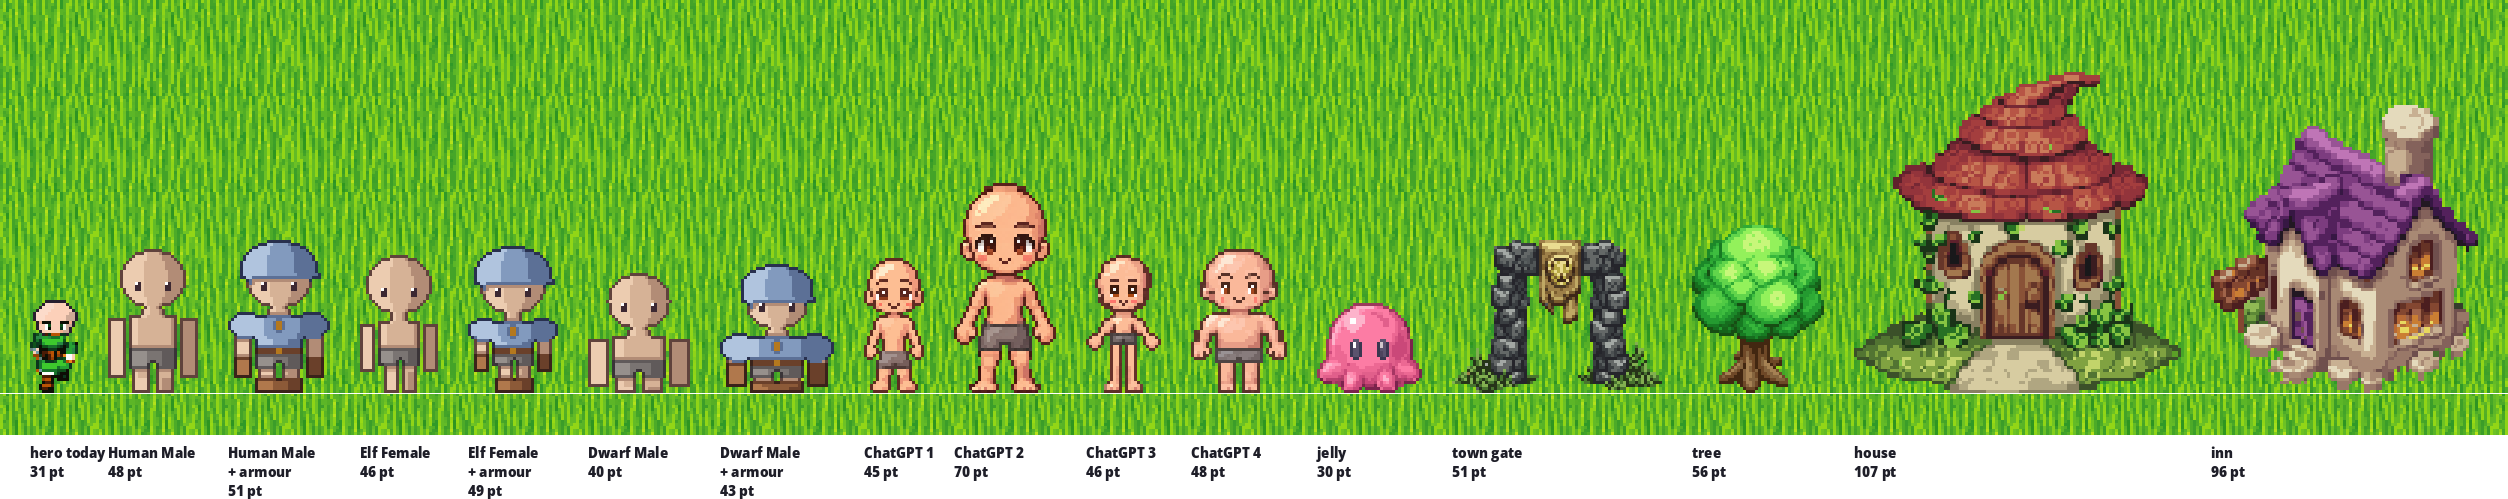 hero today
31 pt
Human Male
48 pt
Human Male
+ armour
51 pt
Elf Female
46 pt
Elf Female
+ armour
49 pt
Dwarf Male
40 pt
Dwarf Male
+ armour
43 pt
ChatGPT 1
45 pt
ChatGPT 2
70 pt
ChatGPT 3
46 pt
ChatGPT 4
48 pt
jelly
30 pt
town gate
51 pt
tree
56 pt
house
107 pt
inn
96 pt